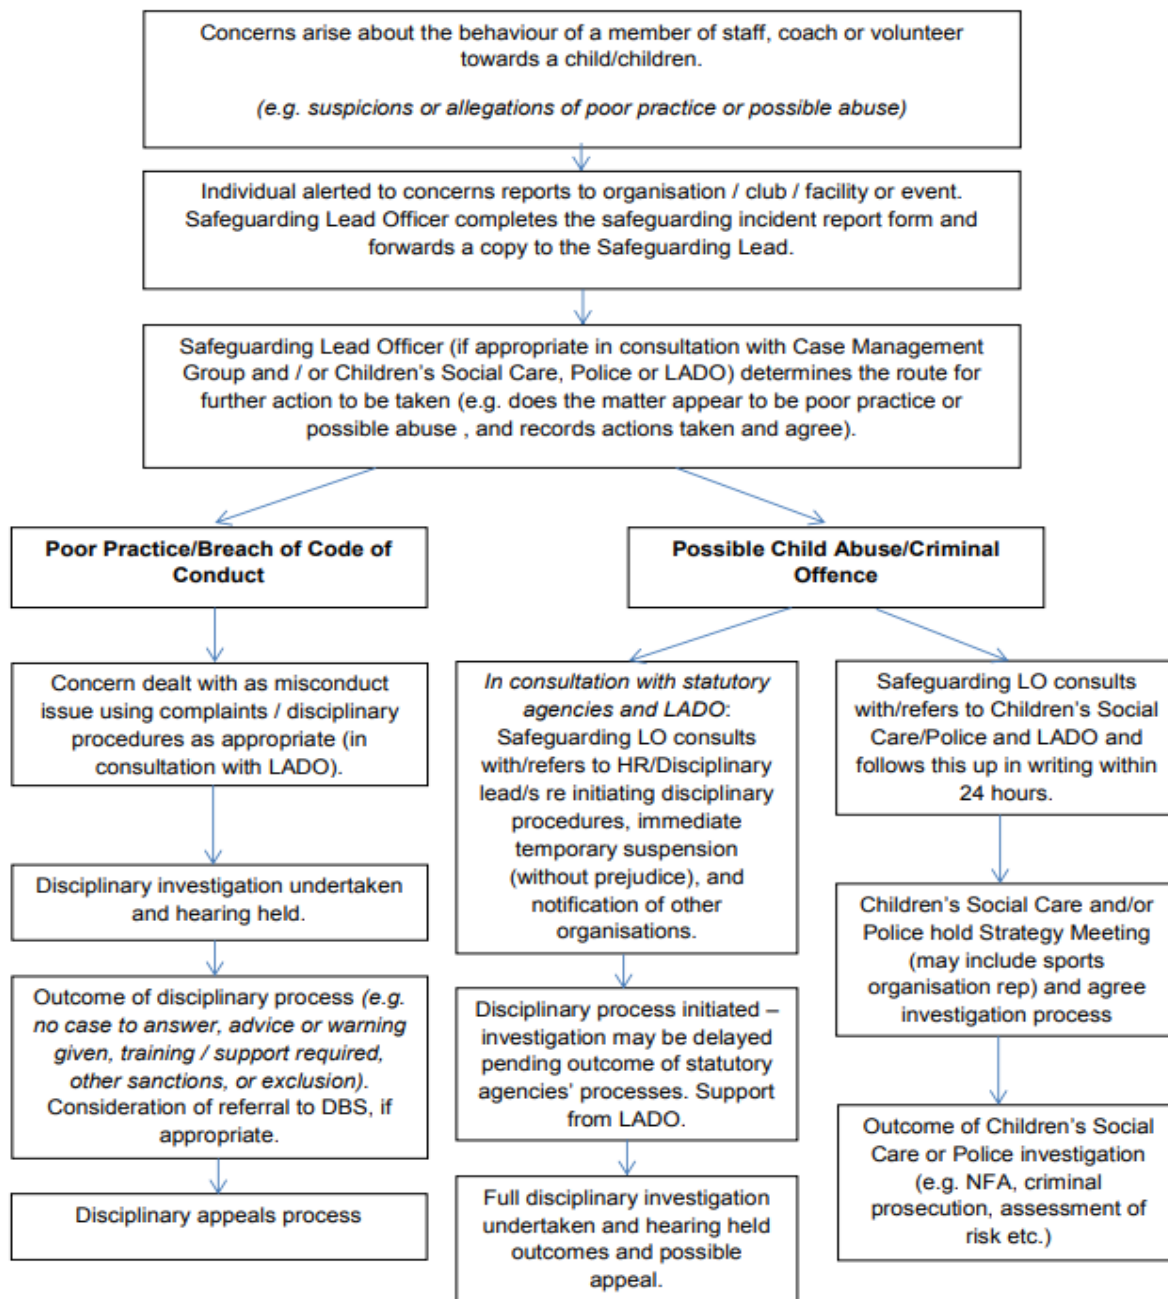 Concerns arise about the behaviour of a member of staff, coach or volunteer
towards a child/children.
(e.g. suspicions or allegations of poor practice or possible abuse)
Individual alerted to concerns reports to organisation / club / facility or event.
Safeguarding Lead Officer completes the safeguarding incident report form and
forwards a copy to the Safeguarding Lead.
Safeguarding Lead Officer (if appropriate in consultation with Case Management
Group and / or Children's Social Care, Police or LADO) determines the route for
further action to be taken (e.g. does the matter appear to be poor practice or
possible abuse , and records actions taken and agree).
Poor Practice/Breach of Code of
Conduct
Concern dealt with as misconduct
issue using complaints / disciplinary
procedures as appropriate (in
consultation with LADO).
Disciplinary investigation undertaken
and hearing held.
Outcome of disciplinary process (e.g.
no case to answer, advice or warning
given, training / support required,
other sanctions, or exclusion).
Consideration of referral to DBS, if
appropriate.
Disciplinary appeals process
Possible Child Abuse/Criminal
Offence
In consultation with statutory
agencies and LADO:
Safeguarding LO consults
with/refers to HR/Disciplinary
lead/s re initiating disciplinary
procedures, immediate
temporary suspension
(without prejudice), and
notification of other
organisations.
Disciplinary process initiated –
investigation may be delayed
pending outcome of statutory
agencies' processes. Support
from LADO.
Full disciplinary investigation
undertaken and hearing held
outcomes and possible
appeal.
Safeguarding LO consults
with/refers to Children's Social
Care/Police and LADO and
follows this up in writing within
24 hours.
Children's Social Care and/or
Police hold Strategy Meeting
(may include sports
organisation rep) and agree
investigation process
Outcome of Children's Social
Care or Police investigation
(e.g. NFA, criminal
prosecution, assessment of
risk etc.)